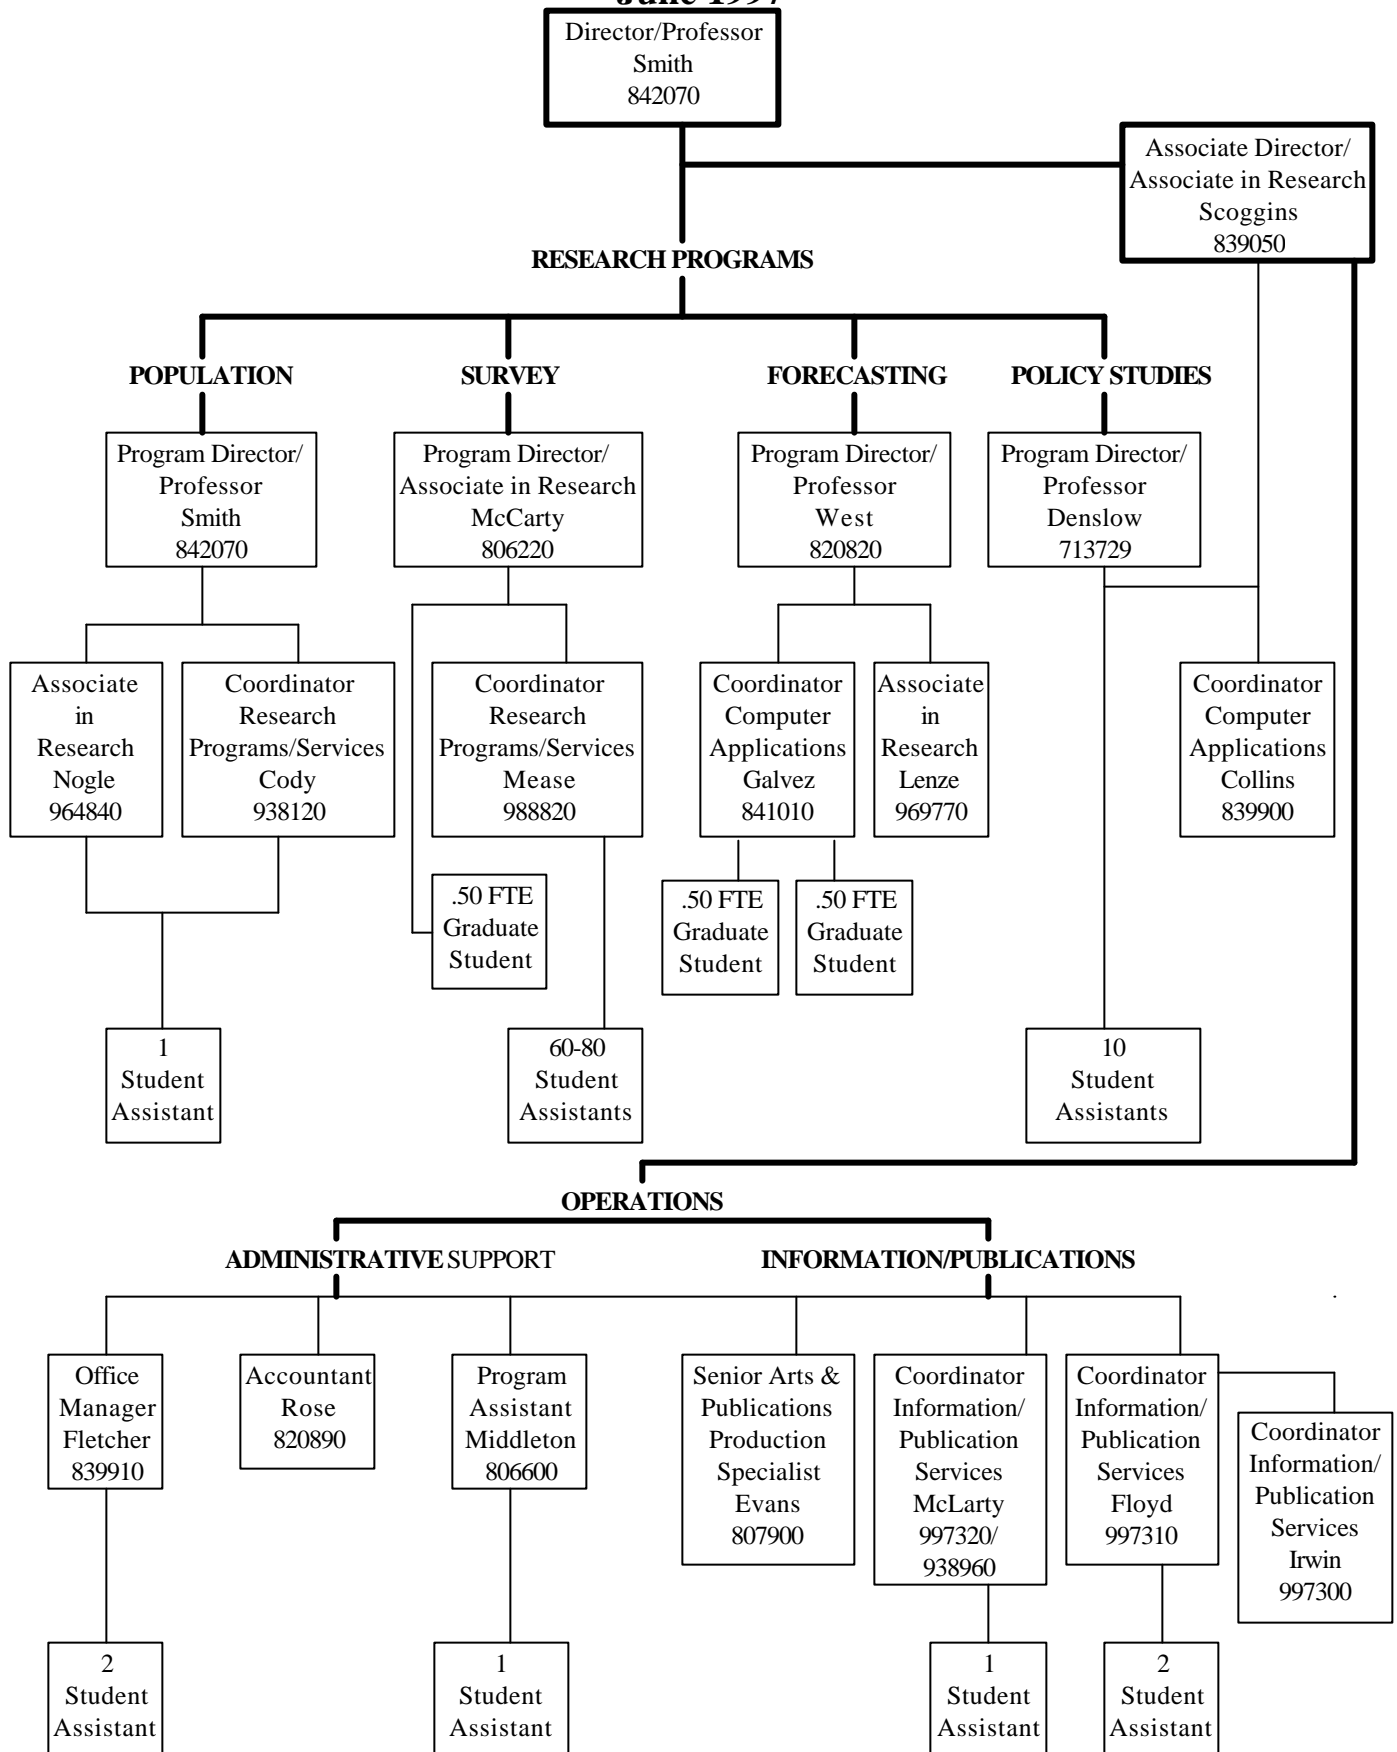 June 1997
Director/Professor
Smith
842070
Associate Director/
Associate in Research
Scoggins
839050
RESEARCH PROGRAMS
POPULATION
SURVEY
FORECASTING
POLICY STUDIES
Program Director/
Professor
Smith
842070
Program Director/
Associate in Research
McCarty
806220
Program Director/
Professor
West
820820
Program Director/
Professor
Denslow
713729
Associate
in
Research
Nogle
964840
Coordinator
Research
Programs/Services
Cody
938120
Coordinator
Research
Programs/Services
Mease
988820
Coordinator
Computer
Applications
Galvez
841010
Associate
in
Research
Lenze
969770
Coordinator
Computer
Applications
Collins
839900
.50 FTE
Graduate
Student
.50 FTE
Graduate
Student
.50 FTE
Graduate
Student
1
Student
Assistant
60-80
Student
Assistants
10
Student
Assistants
OPERATIONS
ADMINISTRATIVE SUPPORT
INFORMATION/PUBLICATIONS
Office
Manager
Fletcher
839910
Accountant
Rose
820890
Program
Assistant
Middleton
806600
Senior Arts &
Publications
Production
Specialist
Evans
807900
Coordinator
Information/
Publication
Services
McLarty
997320/
938960
Coordinator
Information/
Publication
Services
Floyd
997310
Coordinator
Information/
Publication
Services
Irwin
997300
2
Student
Assistant
1
Student
Assistant
1
Student
Assistant
2
Student
Assistant